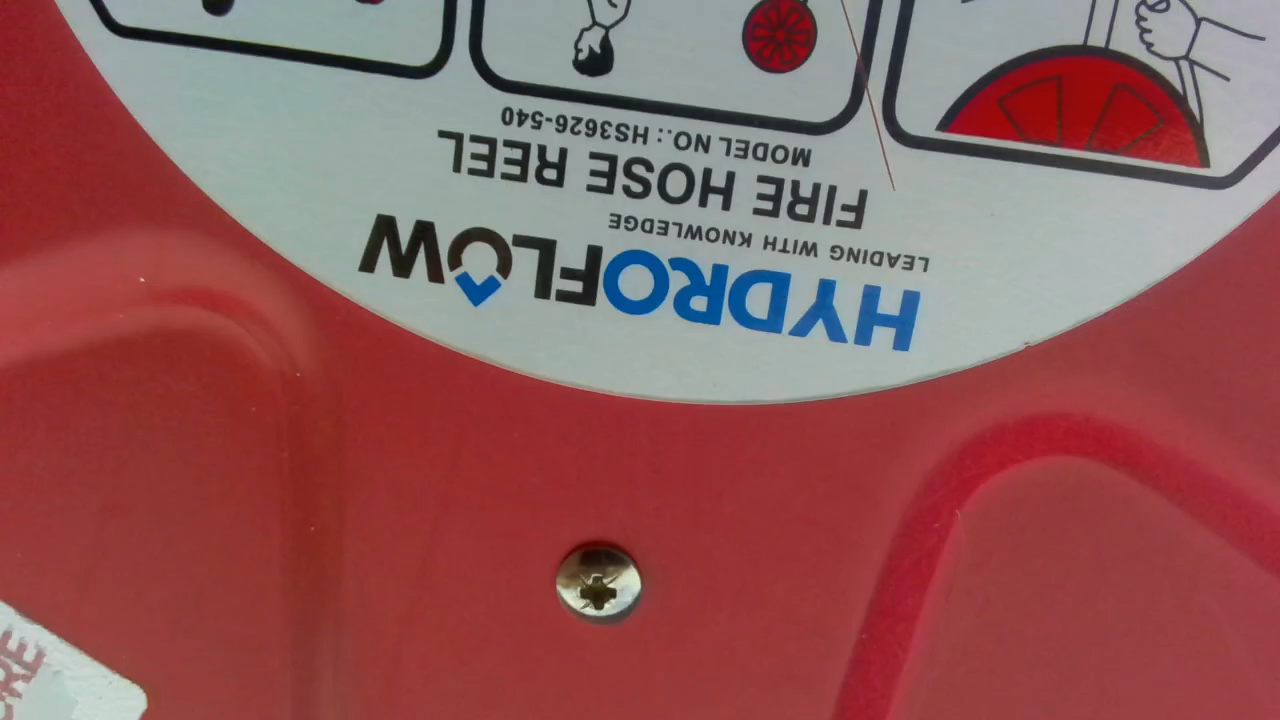 HYDROFLOW
LEADING WITH KNOWLEDGE
FIRE HOSE REEL
MODEL NO.: HS3626-540